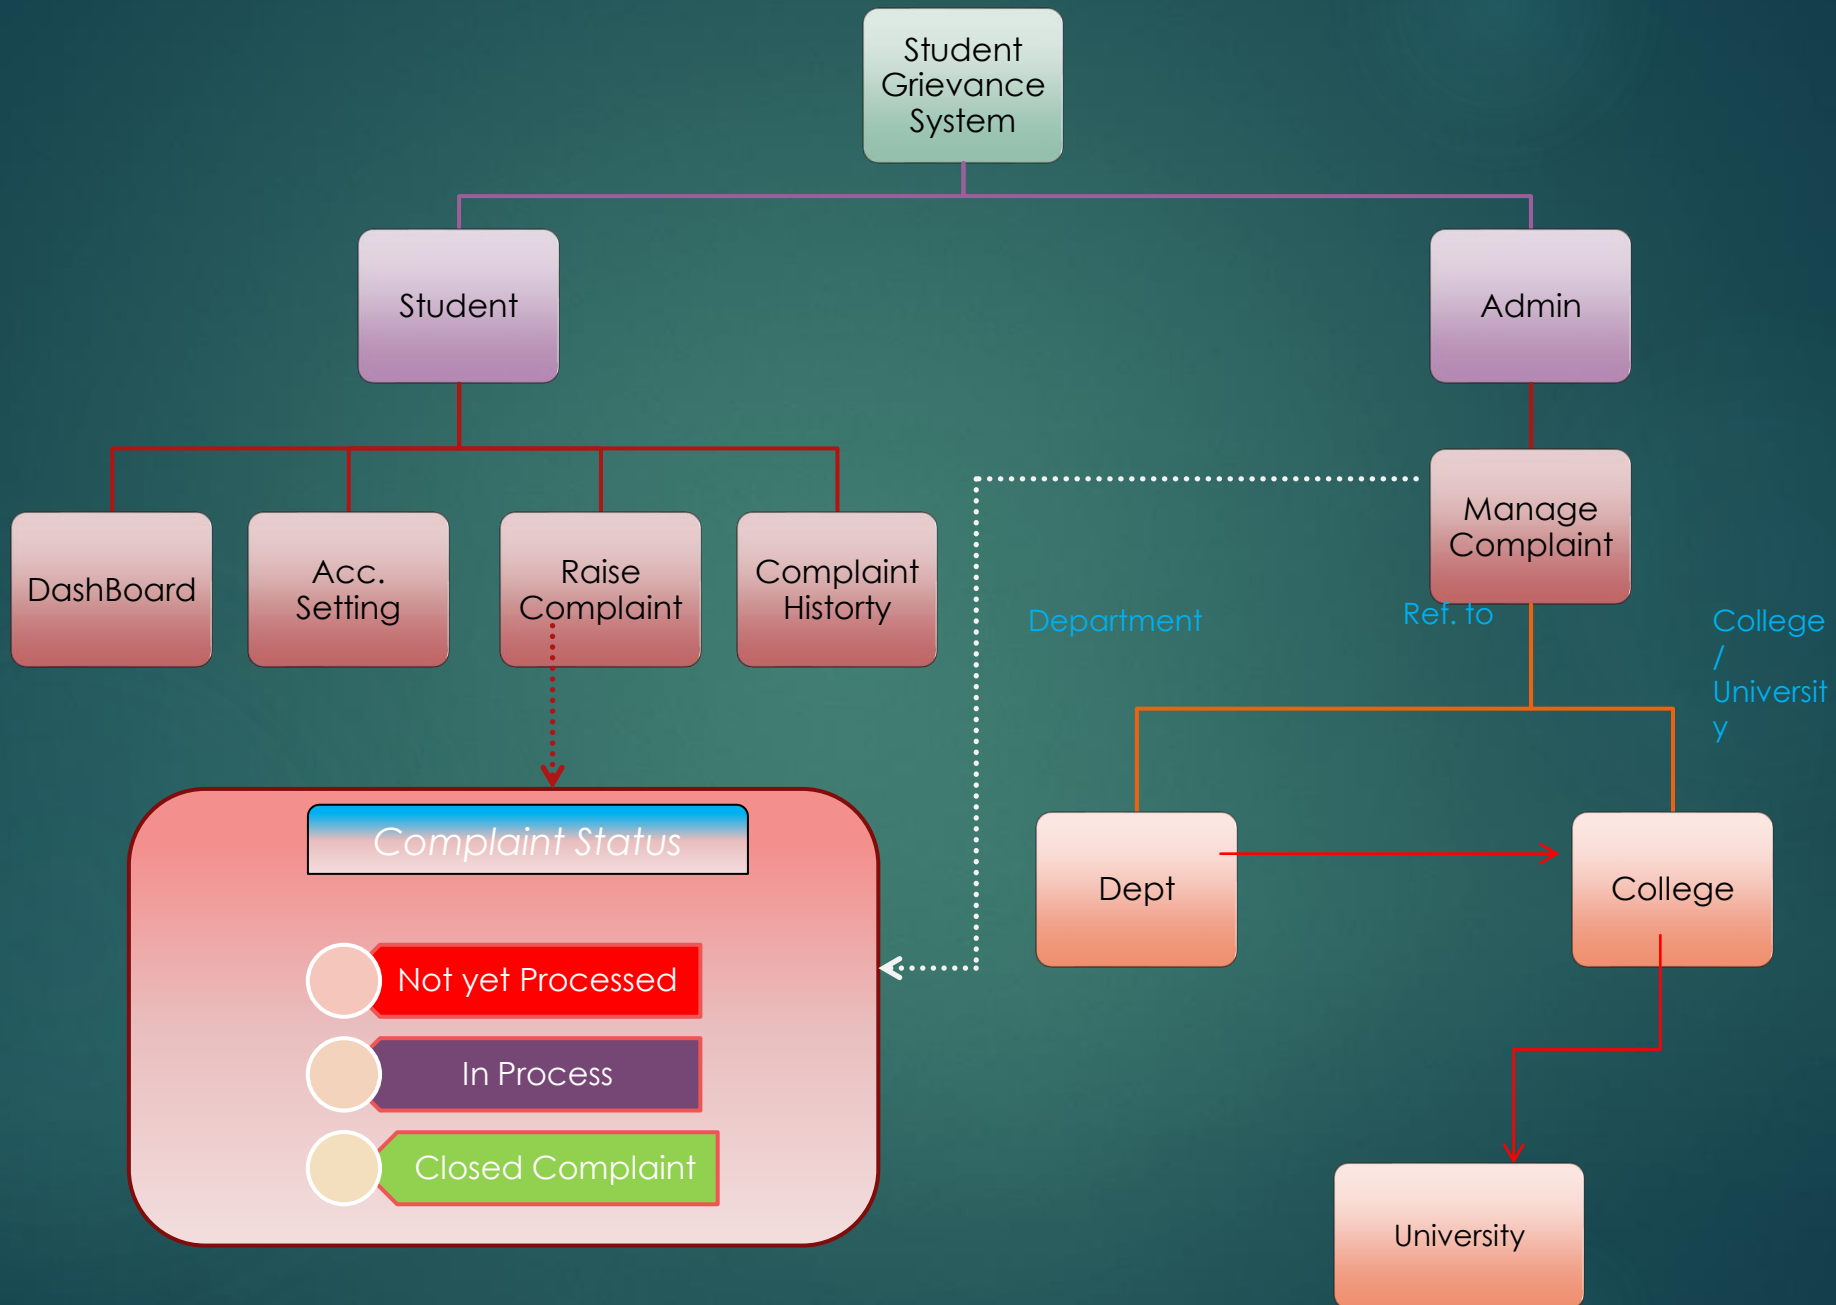 Student
Grievance
System
Student
Admin
DashBoard
Acc.
Setting
Raise
Complaint
Complaint
Historty
Manage
Complaint
Department
Ref. to
College
/
Universit
y
Complaint Status
Not yet Processed
In Process
Closed Complaint
Dept
College
University